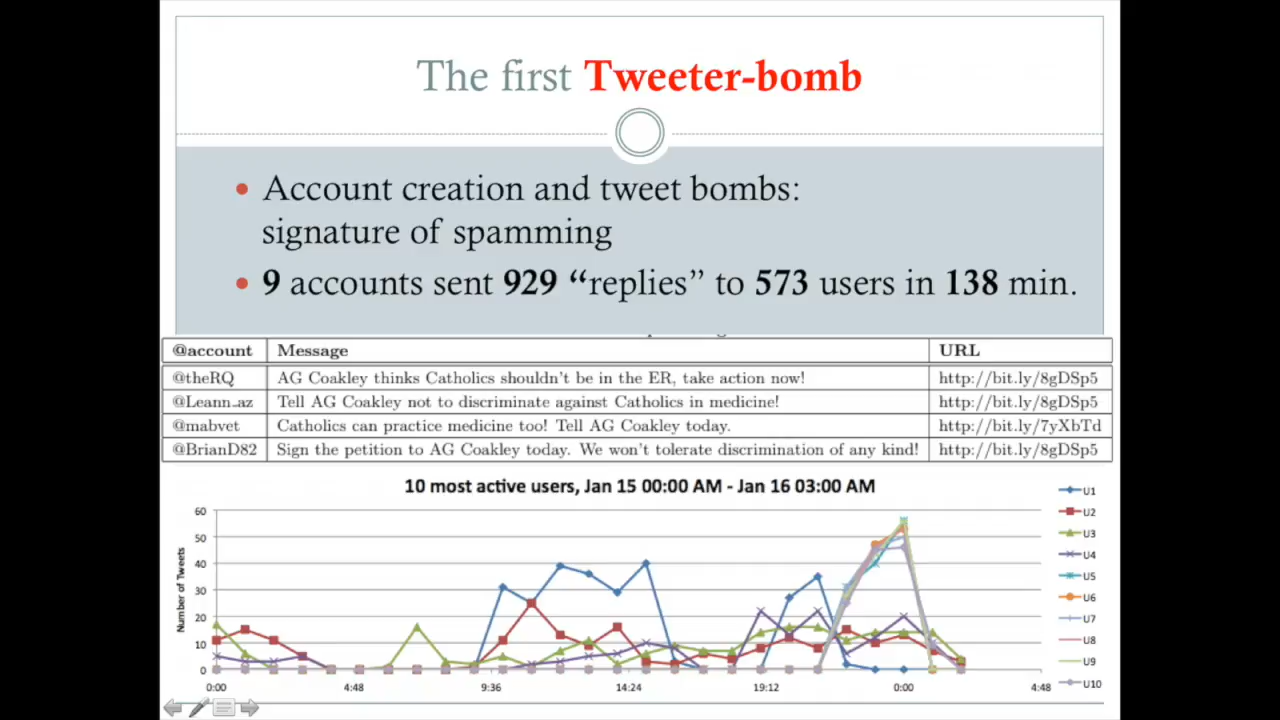 The first Tweeter-bomb
• Account creation and tweet bombs:
signature of spamming
• 9 accounts sent 929 “replies” to 573 users in 138 min.
@account Message URL
@theRQ AG Coakley thinks Catholics shouldn't be in the ER, take action now! http://bit.ly/8gDSp5
@Leann_az Tell AG Coakley not to discriminate against Catholics in medicine! http://bit.ly/8gDSp5
@mabvet Catholics can practice medicine too! Tell AG Coakley today. http://bit.ly/7yXbTd
@BrianD82 Sign the petition to AG Coakley today. We won't tolerate discrimination of any kind! http://bit.ly/8gDSp5
10 most active users, Jan 15 00:00 AM - Jan 16 03:00 AM
Number of Tweets
60
50
40
30
20
10
0
0:00 4:48 9:36 14:24 19:12 0:00 4:48
U1
U2
U3
U4
U5
U6
U7
U8
U9
U10